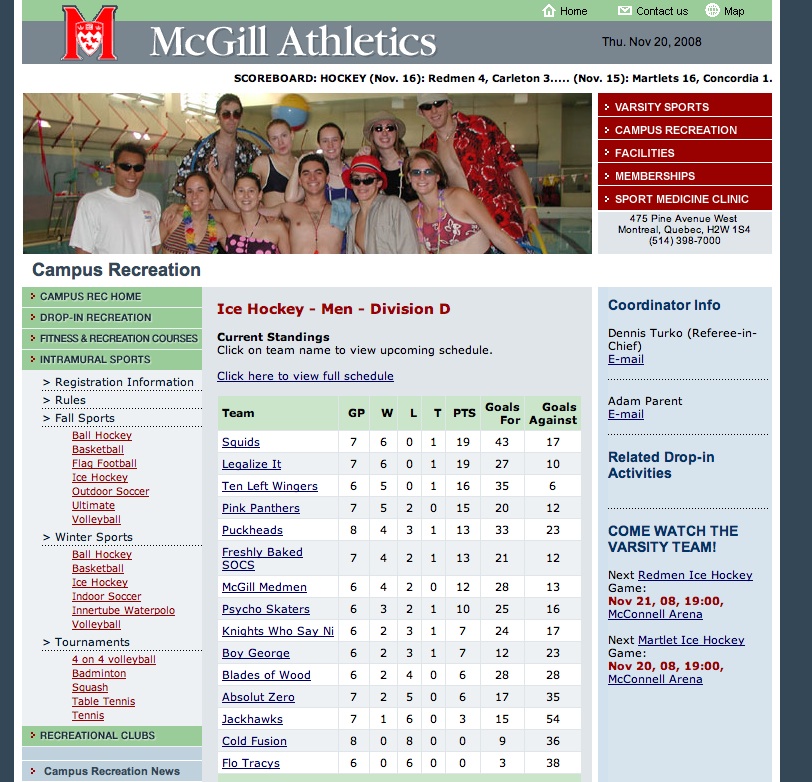 Home Contact us Map
McGill Athletics
Thu. Nov 20, 2008
SCOREBOARD: HOCKEY (Nov. 16): Redmen 4, Carleton 3..... (Nov. 15): Martlets 16, Concordia 1.
VARSITY SPORTS
CAMPUS RECREATION
FACILITIES
MEMBERSHIPS
SPORT MEDICINE CLINIC
475 Pine Avenue West
Montreal, Quebec, H2W 1S4
(514) 398-7000
Campus Recreation
CAMPUS REC HOME
DROP-IN RECREATION
FITNESS & RECREATION COURSES
INTRAMURAL SPORTS
> Registration Information
> Rules
> Fall Sports
Ball Hockey
Basketball
Flag Football
Ice Hockey
Outdoor Soccer
Ultimate
Volleyball
> Winter Sports
Ball Hockey
Basketball
Ice Hockey
Indoor Soccer
Innertube Waterpolo
Volleyball
> Tournaments
4 on 4 volleyball
Badminton
Squash
Table Tennis
Tennis
RECREATIONAL CLUBS
Campus Recreation News
Ice Hockey - Men - Division D
Current Standings
Click on team name to view upcoming schedule.
Click here to view full schedule
Team GP W L T PTS Goals For Goals Against
Squids 7 6 0 1 19 43 17
Legalize It 7 6 0 1 19 27 10
Ten Left Wingers 6 5 0 1 16 35 6
Pink Panthers 7 5 2 0 15 20 12
Puckheads 8 4 3 1 13 33 23
Freshly Baked SOCS 7 4 2 1 13 21 12
McGill Medmen 6 4 2 0 12 28 13
Psycho Skaters 6 3 2 1 10 25 16
Knights Who Say Ni 6 2 3 1 7 24 17
Boy George 6 2 3 1 7 12 23
Blades of Wood 6 2 4 0 6 28 28
Absolut Zero 7 2 5 0 6 17 35
Jackhawks 7 1 6 0 3 15 54
Cold Fusion 8 0 8 0 0 9 36
Flo Tracys 6 0 6 0 0 3 38
Coordinator Info
Dennis Turko (Referee-in-
Chief)
E-mail
Adam Parent
E-mail
Related Drop-in
Activities
COME WATCH THE
VARSITY TEAM!
Next Redmen Ice Hockey
Game:
Nov 21, 08, 19:00,
McConnell Arena
Next Martlet Ice Hockey
Game:
Nov 20, 08, 19:00,
McConnell Arena